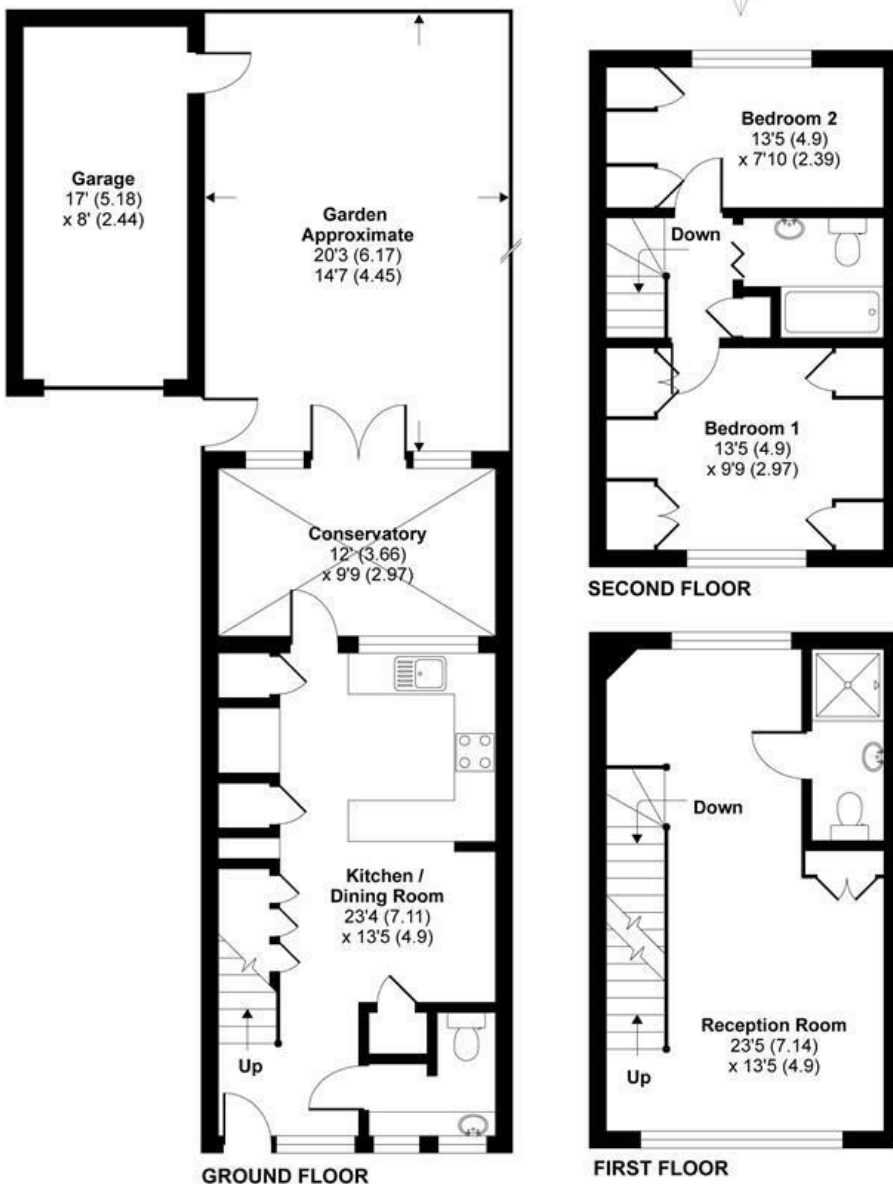 Garage
17' (5.18)
x 8' (2.44)
Garden
Approximate
20'3 (6.17)
14'7 (4.45)
Conservatory
12' (3.66)
x 9'9 (2.97)
Kitchen /
Dining Room
23'4 (7.11)
x 13'5 (4.9)
Up
GROUND FLOOR
Bedroom 2
13'5 (4.9)
x 7'10 (2.39)
Down
Bedroom 1
13'5 (4.9)
x 9'9 (2.97)
SECOND FLOOR
Down
Reception Room
23'5 (7.14)
x 13'5 (4.9)
Up
FIRST FLOOR